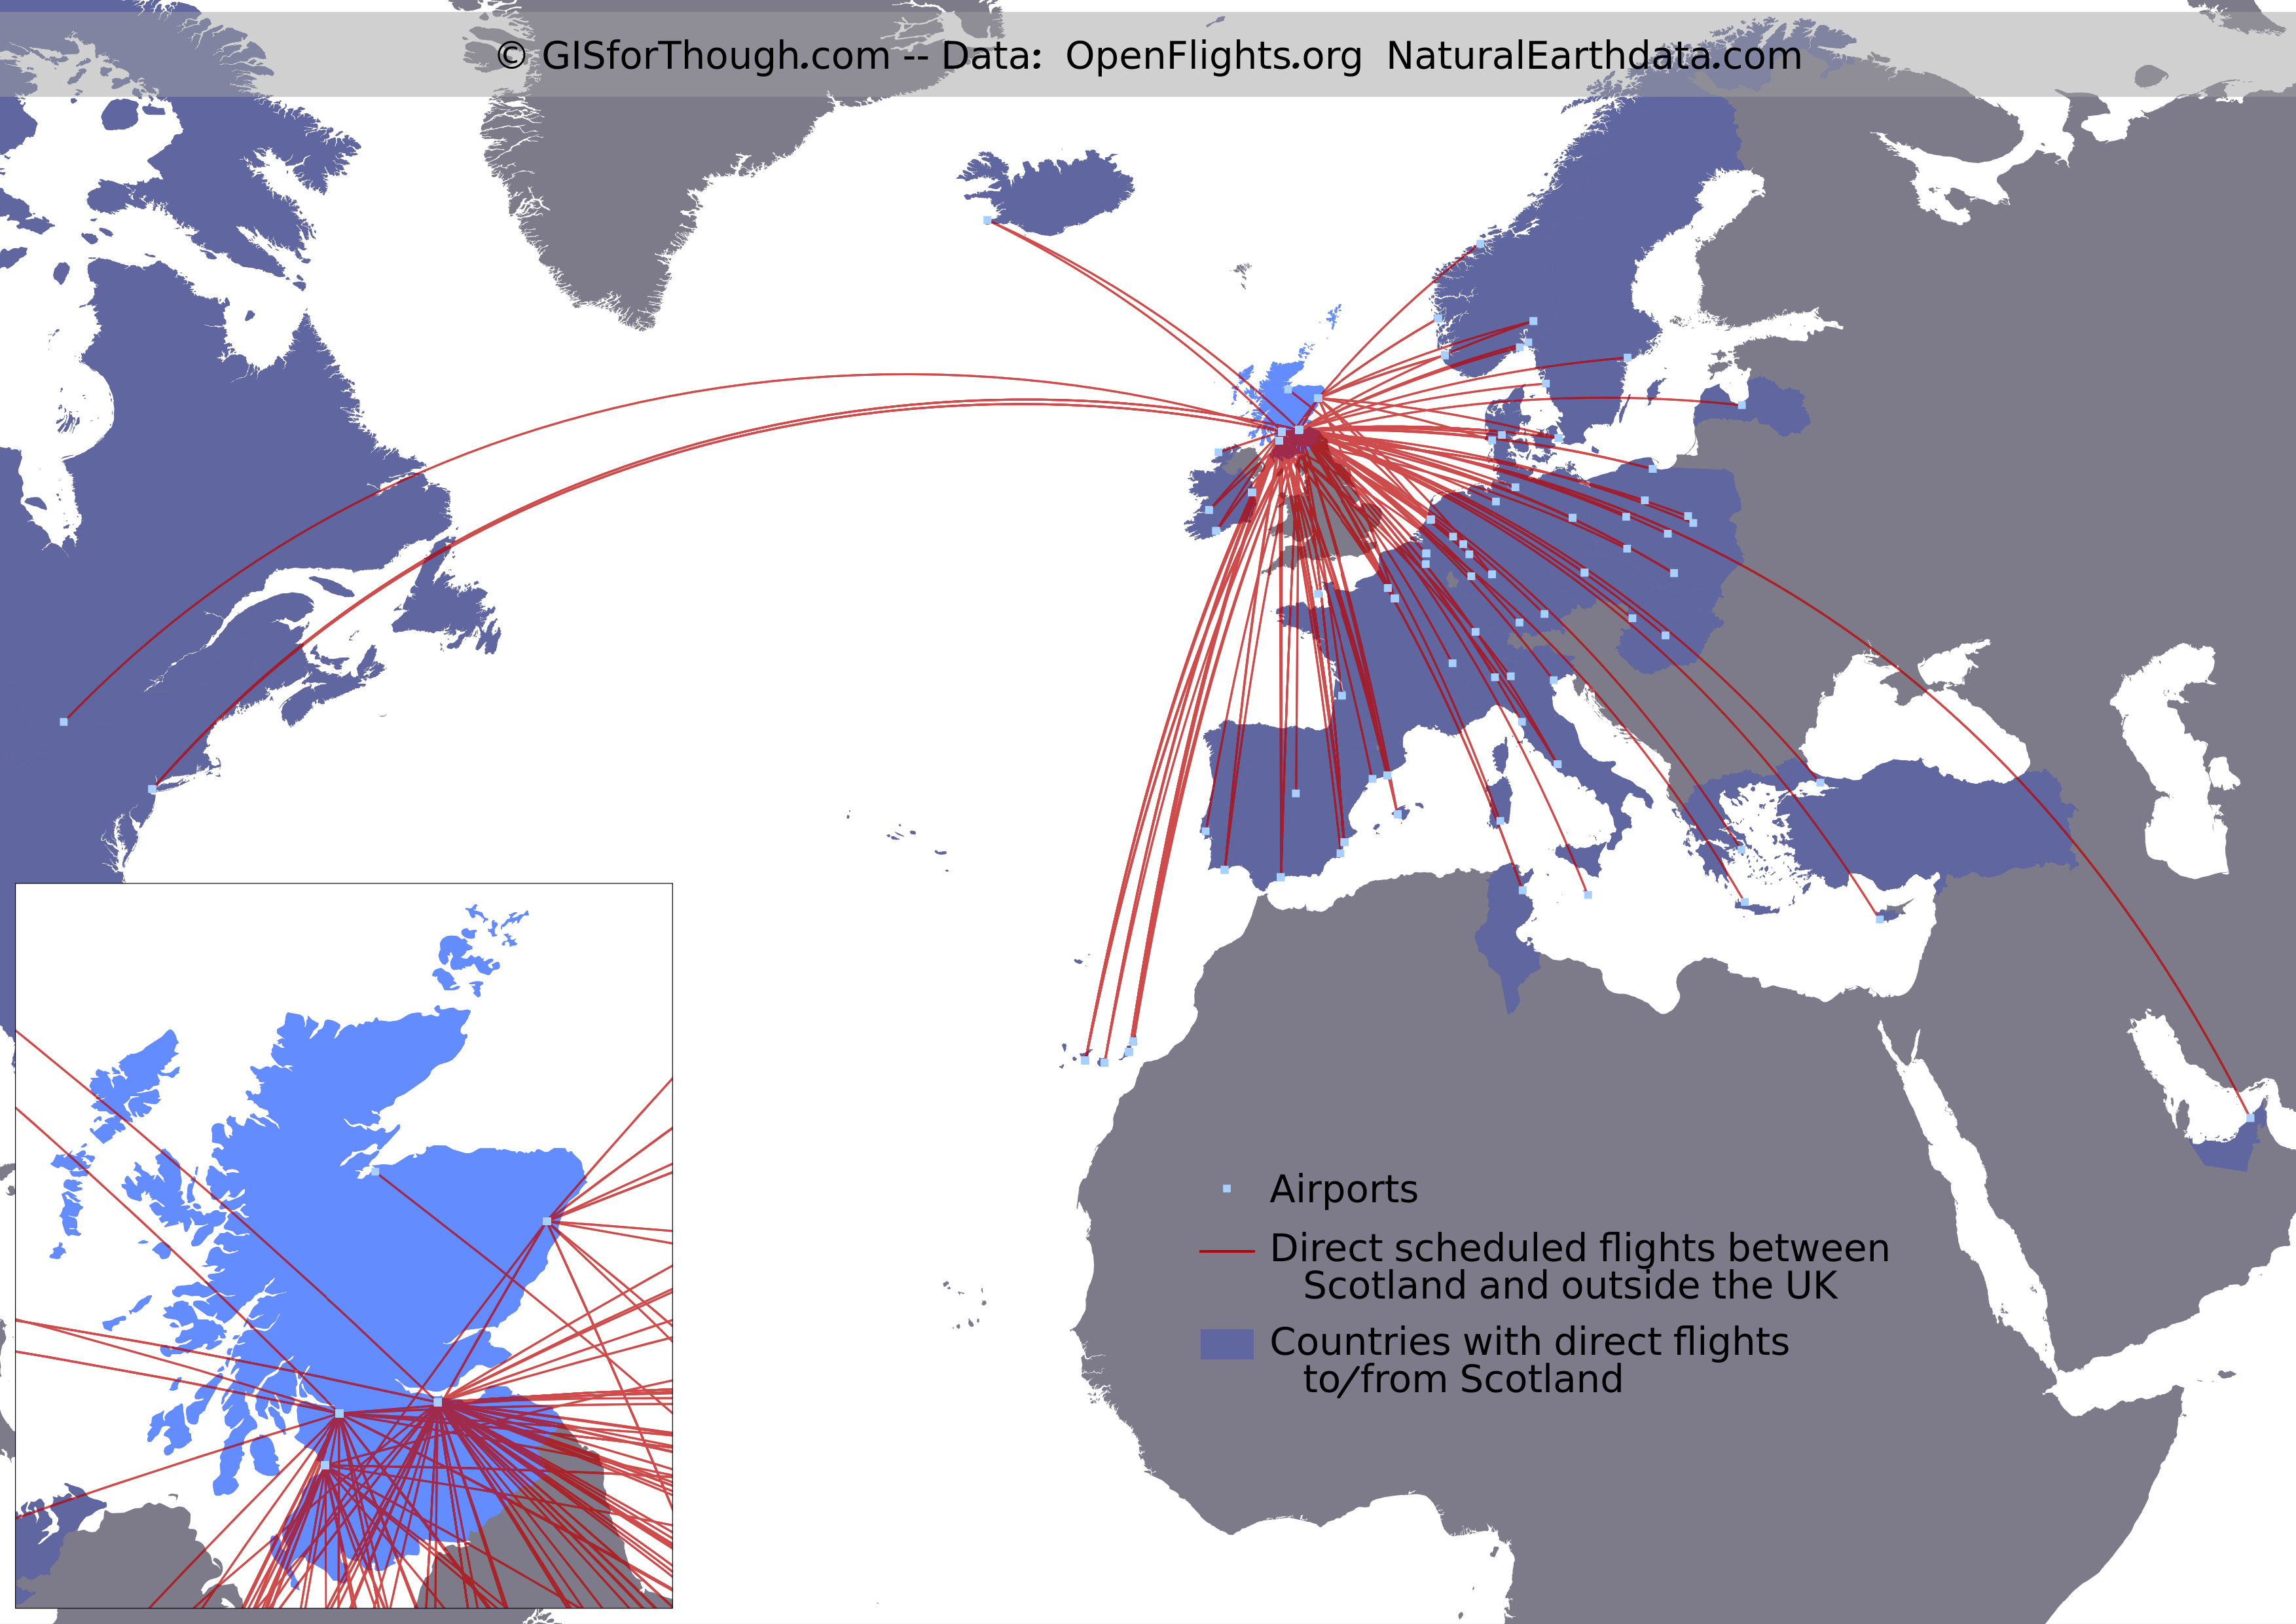 © GISforThough.com -- Data:  OpenFlights.org  NaturalEarthdata.com
Airports
Direct scheduled flights between
Scotland and outside the UK
Countries with direct flights
to/from Scotland